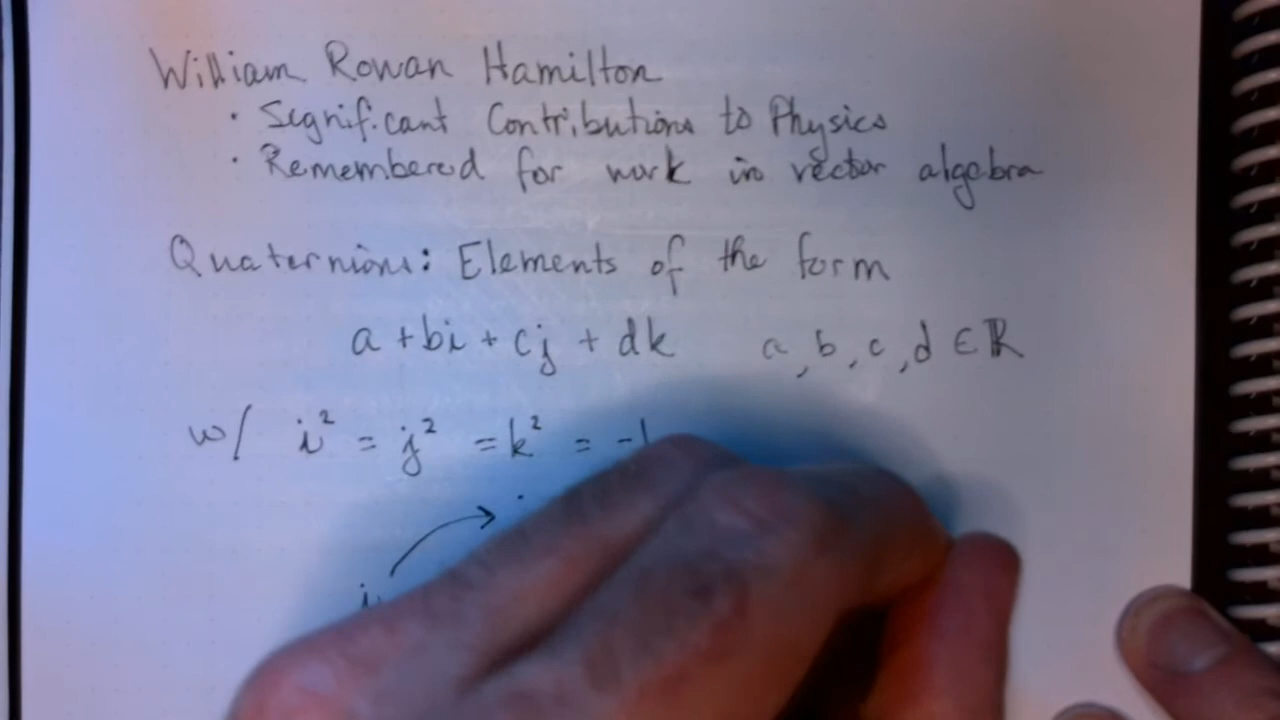 William Rowan Hamilton
· Significant Contributions to Physics
· Remembered for work in vector algebra
Quaternions: Elements of the form
a + bi + cj + dk a, b, c, d ∈ ℝ
w/ i² = j² = k² = -1
i